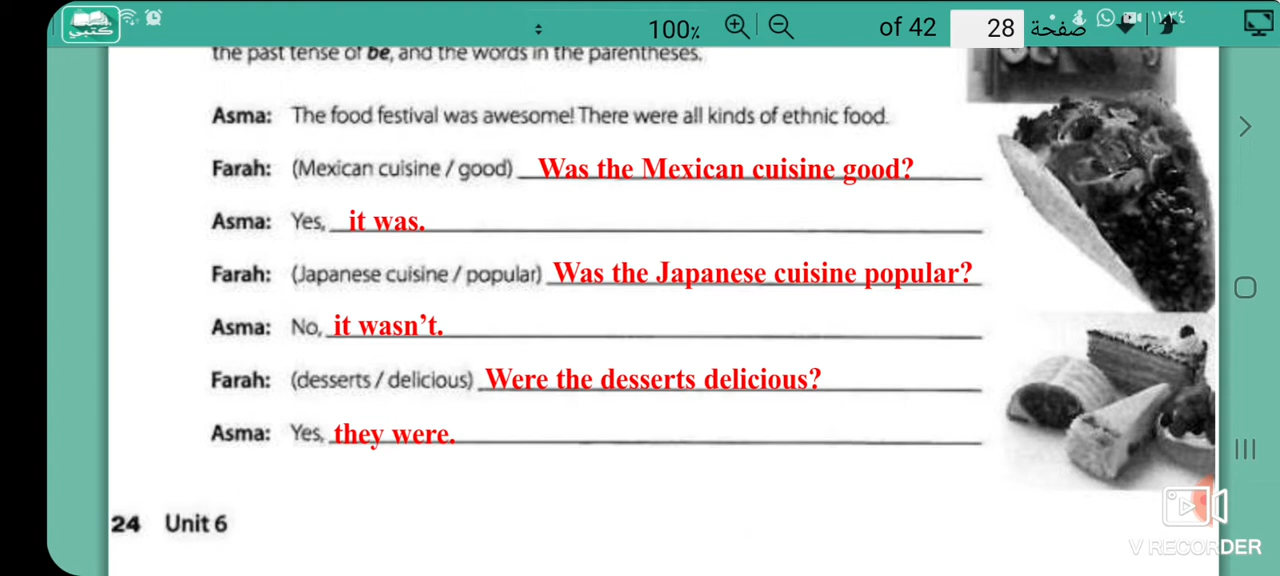 كتبي
100%
of 42
28
صفحة
١١:٣٤
the past tense of be, and the words in the parentheses.
Asma: The food festival was awesome! There were all kinds of ethnic food.
Farah: (Mexican cuisine / good) Was the Mexican cuisine good?
Asma: Yes, it was.
Farah: (Japanese cuisine / popular) Was the Japanese cuisine popular?
Asma: No, it wasn't.
Farah: (desserts / delicious) Were the desserts delicious?
Asma: Yes, they were.
24 Unit 6
V RECORDER